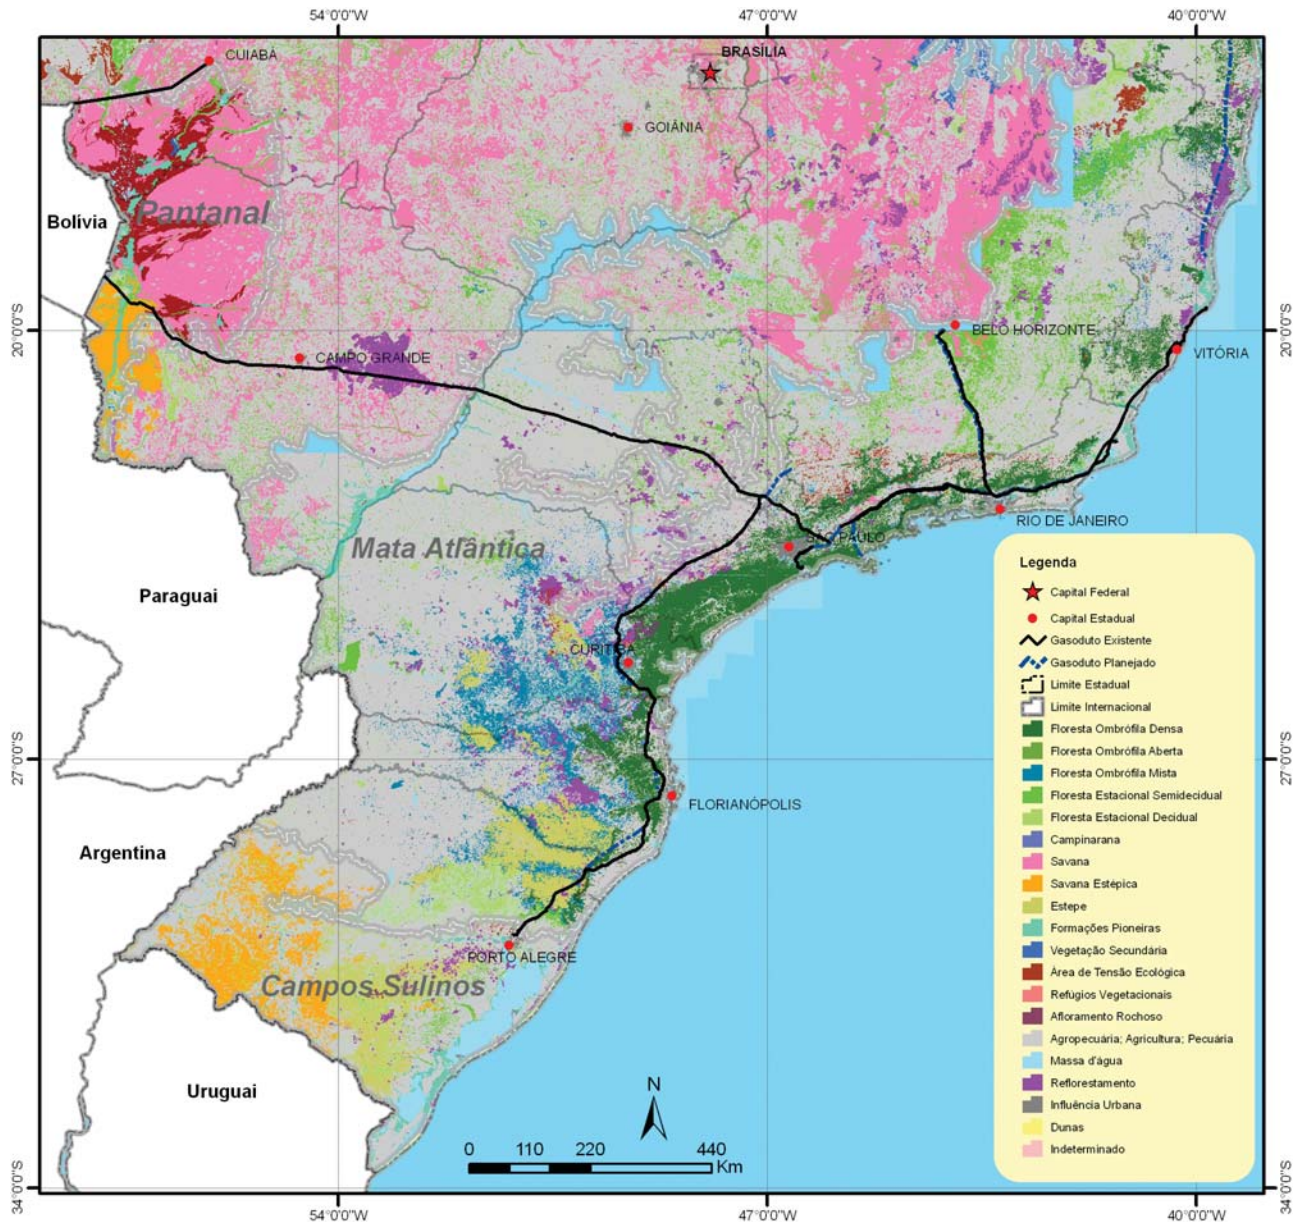 54°0'0"W
47°0'0"W
40°0'0"W
CUIABÁ
BRASÍLIA
GOIÂNIA
Bolívia
Pantanal
20°0'0"S
20°0'0"S
BELO HORIZONTE
VITÓRIA
CAMPO GRANDE
RIO DE JANEIRO
SÃO PAULO
Mata Atlântica
Paraguai
CURITIBA
27°0'0"S
27°0'0"S
FLORIANÓPOLIS
Argentina
PORTO ALEGRE
Campos Sulinos
Uruguai
N
0 110 220 440
Km
Legenda
Capital Federal
Capital Estadual
Gasoduto Existente
Gasoduto Planejado
Limite Estadual
Limite Internacional
Floresta Ombrófila Densa
Floresta Ombrófila Aberta
Floresta Ombrófila Mista
Floresta Estacional Semidecidual
Floresta Estacional Decidual
Campinarana
Savana
Savana Estépica
Estepe
Formações Pioneiras
Vegetação Secundária
Área de Tensão Ecológica
Refúgios Vegetacionais
Afloramento Rochoso
Agropecuária; Agricultura; Pecuária
Massa d'água
Reflorestamento
Influência Urbana
Dunas
Indeterminado
34°0'0"S
34°0'0"S
54°0'0"W
47°0'0"W
40°0'0"W